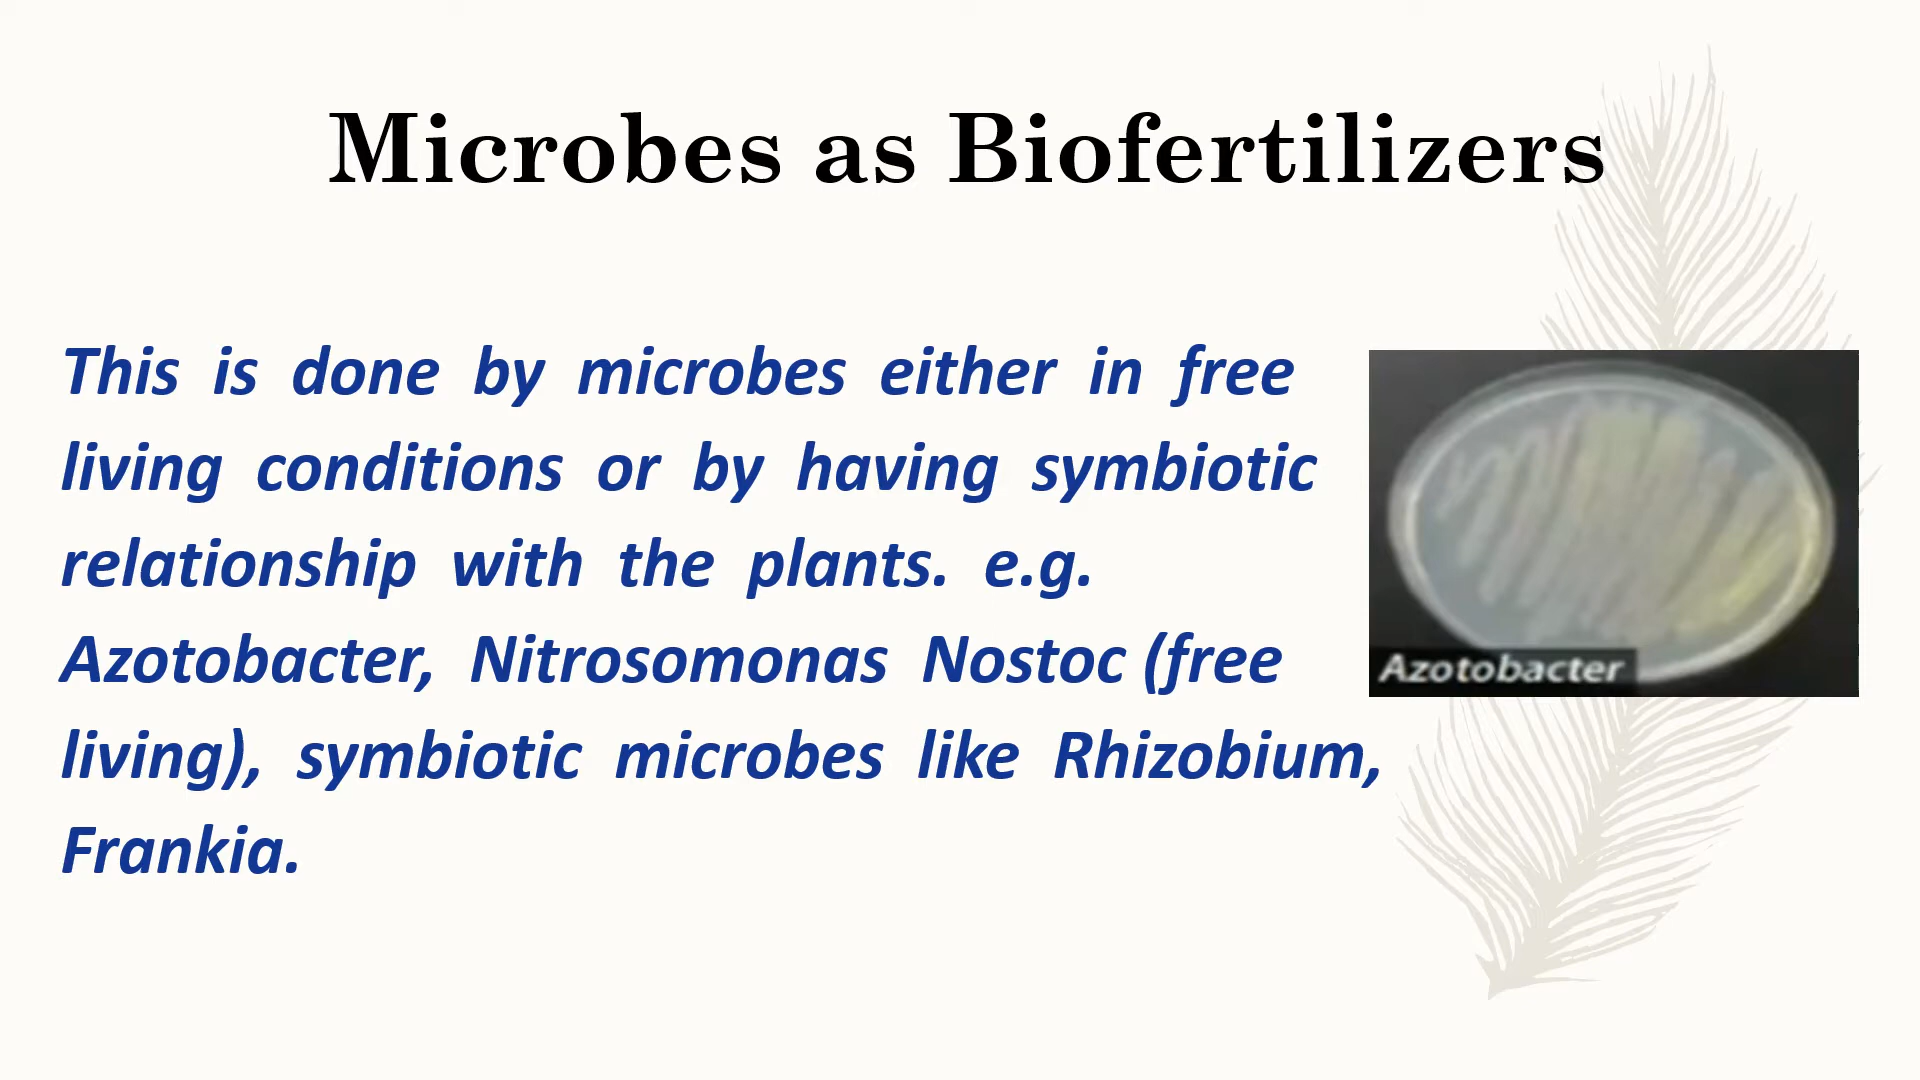 Microbes as Biofertilizers
This is done by microbes either in free
living conditions or by having symbiotic
relationship with the plants. e.g.
Azotobacter, Nitrosomonas Nostoc (free
living), symbiotic microbes like Rhizobium,
Frankia.
Azotobacter